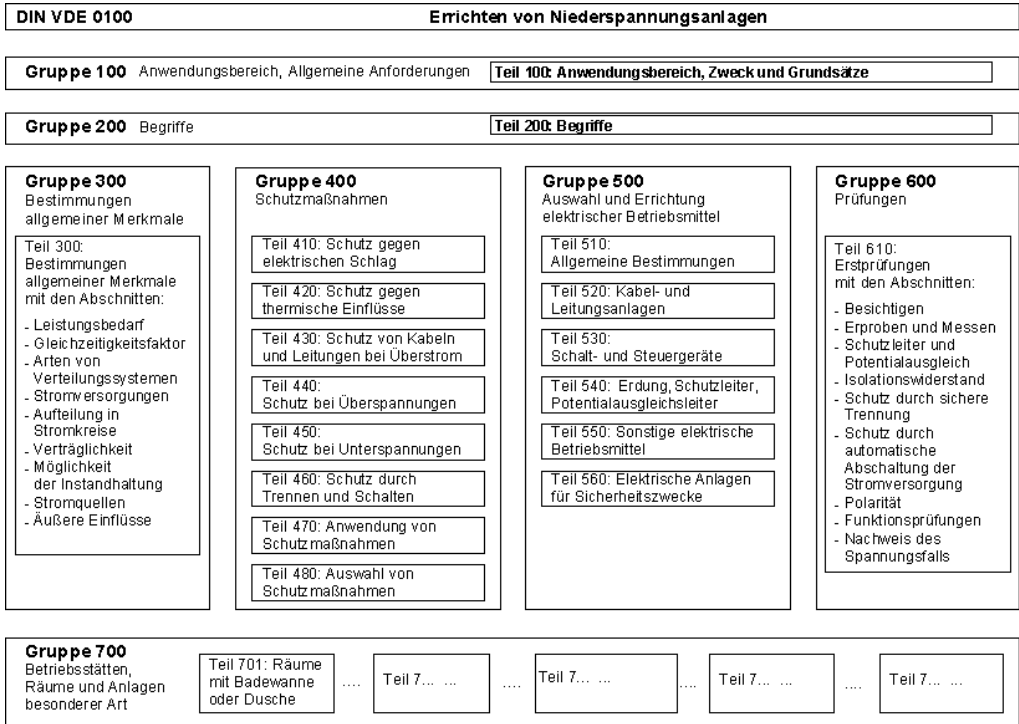 DIN VDE 0100 Errichten von Niederspannungsanlagen
Gruppe 100 Anwendungsbereich, Allgemeine Anforderungen Teil 100: Anwendungsbereich, Zweck und Grundsätze
Gruppe 200 Begriffe Teil 200: Begriffe
Gruppe 300
Bestimmungen
allgemeiner Merkmale
Teil 300:
Bestimmungen
allgemeiner Merkmale
mit den Abschnitten:
- Leistungsbedarf
- Gleichzeitigkeitsfaktor
- Arten von
Verteilungssystemen
- Stromversorgungen
- Aufteilung in
Stromkreise
- Verträglichkeit
- Möglichkeit
der Instandhaltung
- Stromquellen
- Äußere Einflüsse
Gruppe 400
Schutzmaßnahmen
Teil 410: Schutz gegen
elektrischen Schlag
Teil 420: Schutz gegen
thermische Einflüsse
Teil 430: Schutz von Kabeln
und Leitungen bei Überstrom
Teil 440:
Schutz bei Überspannungen
Teil 450:
Schutz bei Unterspannungen
Teil 460: Schutz durch
Trennen und Schalten
Teil 470: Anwendung von
Schutzmaßnahmen
Teil 480: Auswahl von
Schutzmaßnahmen
Gruppe 500
Auswahl und Errichtung
elektrischer Betriebsmittel
Teil 510:
Allgemeine Bestimmungen
Teil 520: Kabel- und
Leitungsanlagen
Teil 530:
Schalt- und Steuergeräte
Teil 540: Erdung, Schutzleiter,
Potentialausgleichsleiter
Teil 550: Sonstige elektrische
Betriebsmittel
Teil 560: Elektrische Anlagen
für Sicherheitszwecke
Gruppe 600
Prüfungen
Teil 610:
Erstprüfungen
mit den Abschnitten:
- Besichtigen
- Erproben und Messen
- Schutzleiter und
Potentialausgleich
- Isolationswiderstand
- Schutz durch sichere
Trennung
- Schutz durch
automatische
Abschaltung der
Stromversorgung
- Polarität
- Funktionsprüfungen
- Nachweis des
Spannungsfalls
Gruppe 700
Betriebsstätten,
Räume und Anlagen
besonderer Art
Teil 701: Räume
mit Badewanne
oder Dusche
.... Teil 7... ... .... Teil 7... ... .... Teil 7... ... .... Teil 7... ...